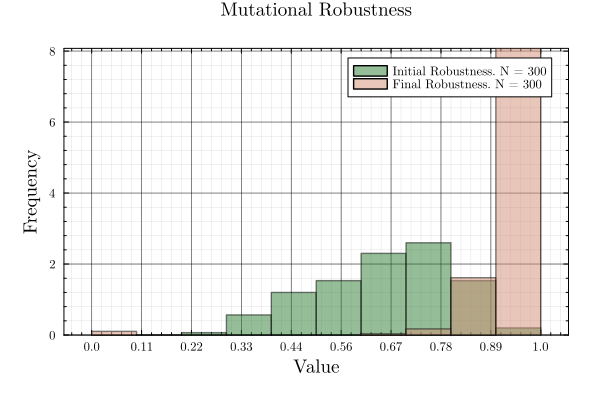 Mutational Robustness
8
Initial Robustness. N = 300
Final Robustness. N = 300
6
4
2
0
Frequency
0.0 0.11 0.22 0.33 0.44 0.56 0.67 0.78 0.89 1.0
Value